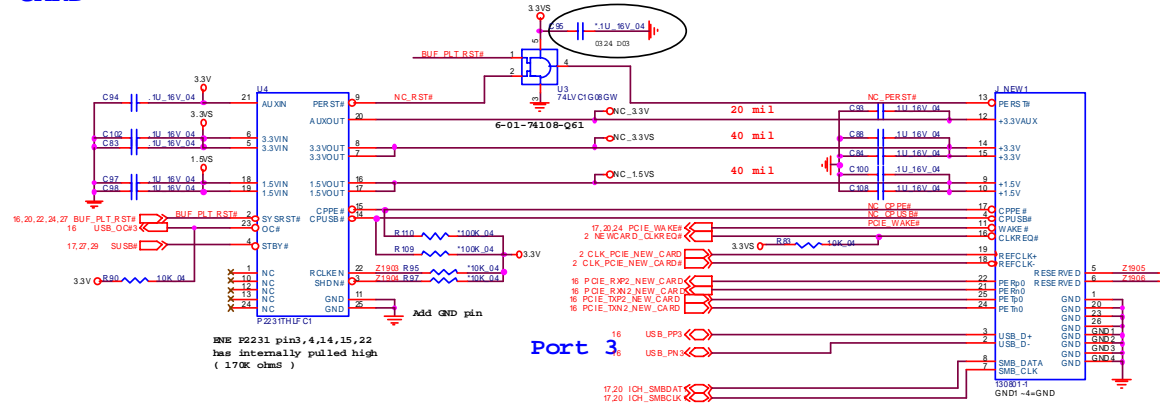 3.3VS
C95
*.1U_16V_04
0324 D03
BUF_PLT_RST#
1
2
5
4
3
U3
74LVC1G08GW
6-01-74108-Q61
NC_RST#
3.3V
C94
.1U_16V_04
3.3VS
C102
.1U_16V_04
C83
.1U_16V_04
1.5VS
C97
.1U_16V_04
C98
.1U_16V_04
U4
21 AUXIN
6 3.3VIN
5 3.3VIN
18 1.5VIN
19 1.5VIN
2 SYSRST#
23 OC#
4 STBY#
1 NC
10 NC
12 NC
13 NC
24 NC
PERST# 9
AUXOUT 20
3.3VOUT 8
3.3VOUT 7
1.5VOUT 16
1.5VOUT 17
CPPE# 15
CPUSB# 14
RCLKEN 22
SHDN# 3
GND 11
GND 25
P2231THLFC1
16,20,22,24,27 BUF_PLT_RST# BUF_PLT_RST#
16 USB_OC#3
17,27,29 SUSB#
3.3V R90 10K_04
R110 *100K_04
R109 *100K_04
3.3V
Z1903 R95 *10K_04
Z1904 R97 *10K_04
Add GND pin
ENE P2231 pin3,4,14,15,22
has internally pulled high
( 170K ohmS )
NC_3.3V
20 mil
NC_3.3VS
40 mil
NC_1.5VS
40 mil
NC_PERST#
C93 .1U_16V_04
C88 .1U_16V_04
C84 .1U_16V_04
C100 .1U_16V_04
C108 .1U_16V_04
NC_CPPE#
NC_CPUSB#
PCIE_WAKE#
17,20,24 PCIE_WAKE#
2 NEWCARD_CLKREQ#
3.3VS R83 10K_04
2 CLK_PCIE_NEW_CARD
2 CLK_PCIE_NEW_CARD#
16 PCIE_RXP2_NEW_CARD
16 PCIE_RXN2_NEW_CARD
16 PCIE_TXP2_NEW_CARD
16 PCIE_TXN2_NEW_CARD
Port 3
16 USB_PP3
16 USB_PN3
17,20 ICH_SMBDAT
17,20 ICH_SMBCLK
J_NEW1
13 PERST#
12 +3.3VAUX
14 +3.3V
15 +3.3V
9 +1.5V
10 +1.5V
17 CPPE#
4 CPUSB#
11 WAKE#
16 CLKREQ#
19 REFCLK+
18 REFCLK-
22 PERp0
21 PERn0
25 PETp0
24 PETn0
3 USB_D+
2 USB_D-
8 SMB_DATA
7 SMB_CLK
RESERVED 5 Z1905
RESERVED 6 Z1906
GND 1
GND 20
GND 23
GND 26
GND GND1
GND GND2
GND GND3
GND GND4
130801-1
GND1 ~4=GND